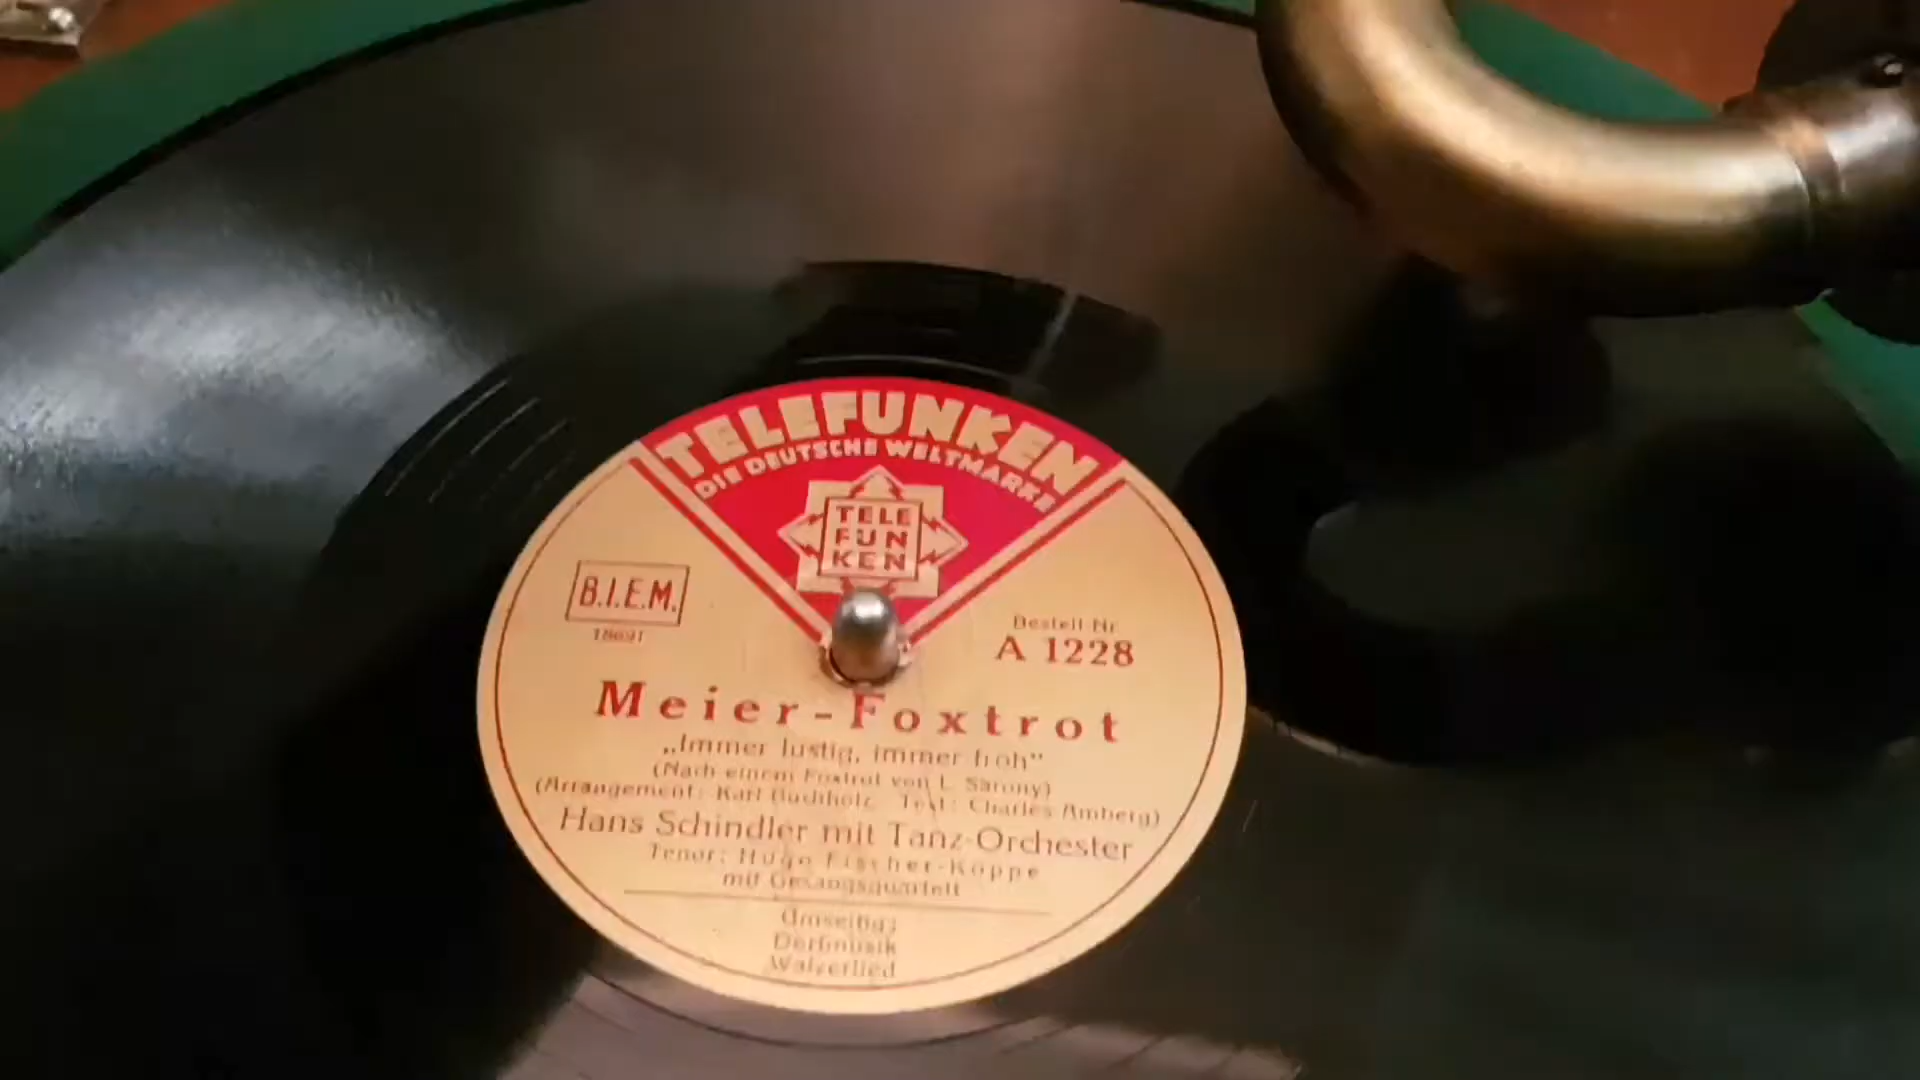 TELEFUNKEN
DIE DEUTSCHE WELTMARKE
TELE
FUN
KEN
B.I.E.M.
18691
Bestell Nr.
A 1228
Meier-Foxtrot
„Immer lustig, immer froh"
(Nach einem Foxtrot von L. Sarony)
(Arrangement: Karl Buchholz Text: Charles Amberg)
Hans Schindler mit Tanz-Orchester
Tenor: Hugo Fischer-Köppe
mit Gesangsquartett
Umseitig:
Dorfmusik
Walzerlied